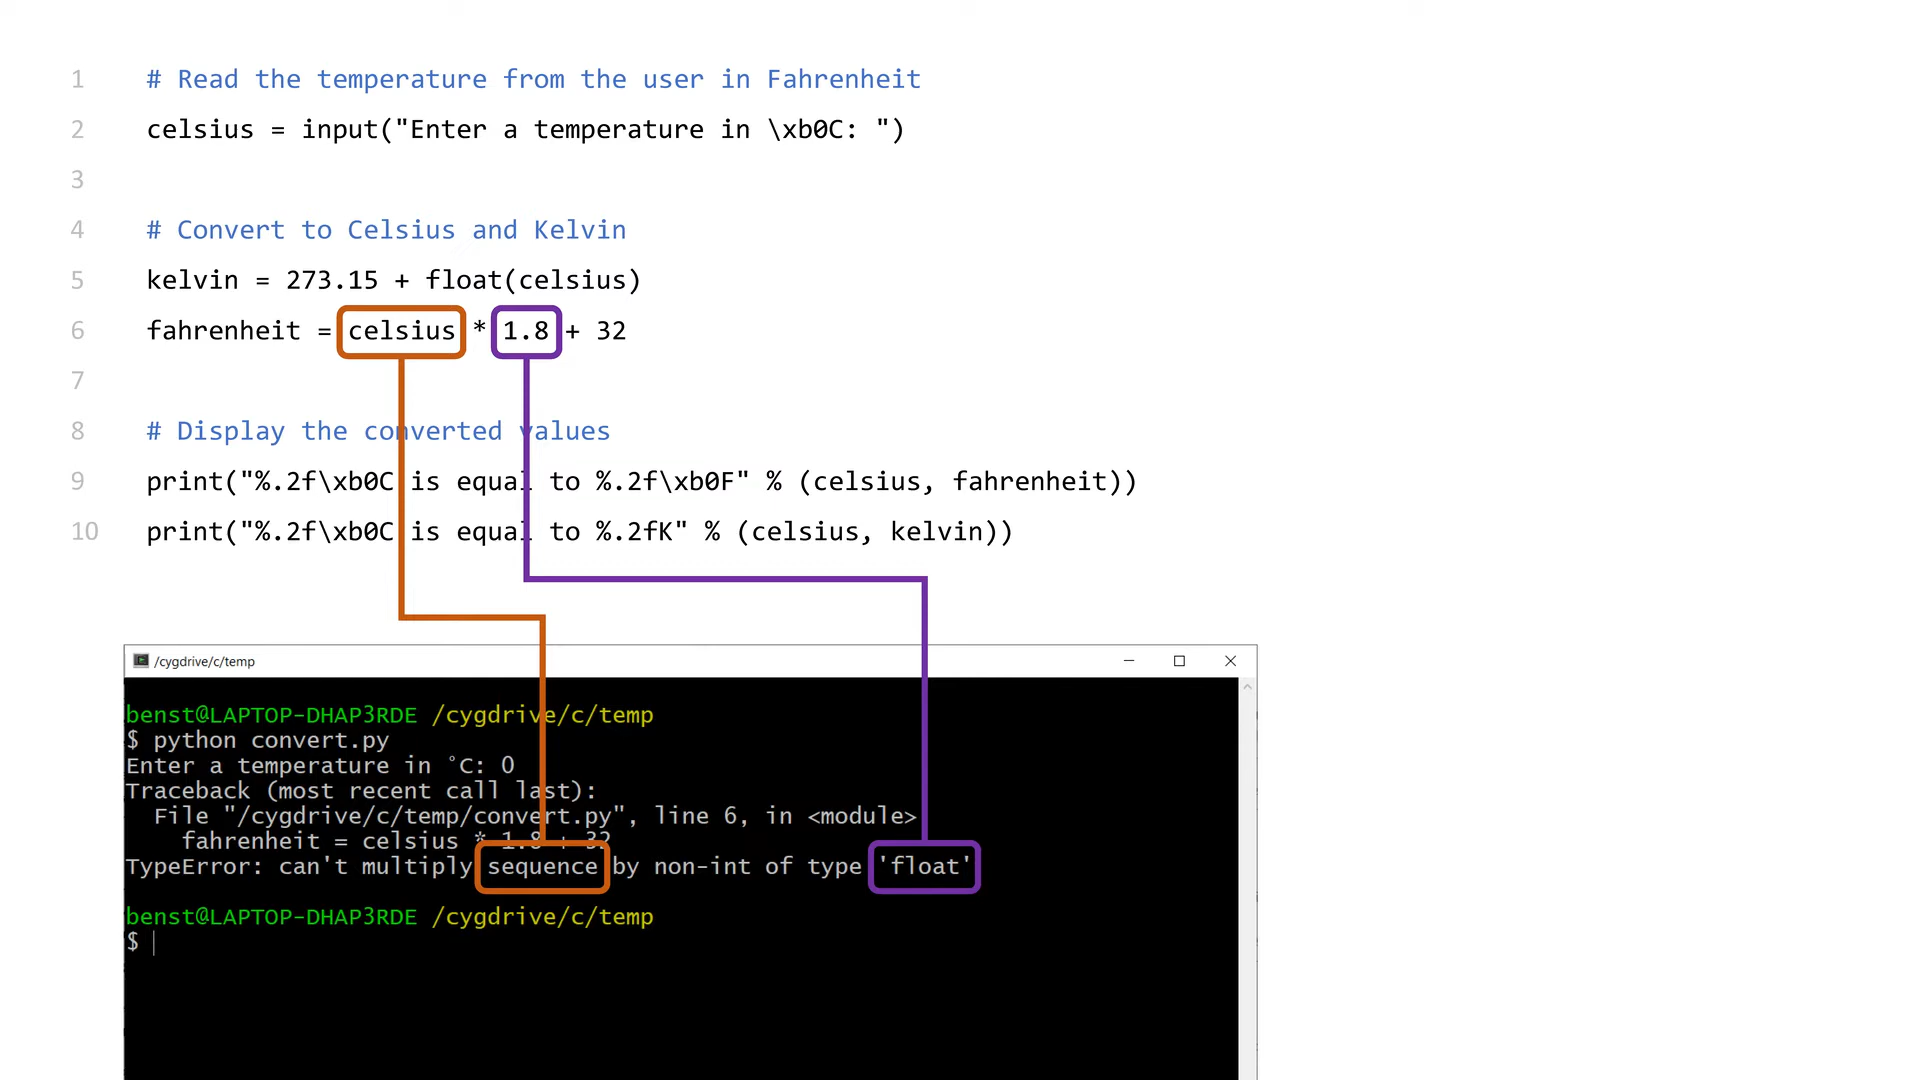 1 # Read the temperature from the user in Fahrenheit
2 celsius = input("Enter a temperature in \xb0C: ")
3
4 # Convert to Celsius and Kelvin
5 kelvin = 273.15 + float(celsius)
6 fahrenheit = celsius * 1.8 + 32
7
8 # Display the converted values
9 print("%.2f\xb0C is equal to %.2f\xb0F" % (celsius, fahrenheit))
10 print("%.2f\xb0C is equal to %.2fK" % (celsius, kelvin))
/cygdrive/c/temp
benst@LAPTOP-DHAP3RDE /cygdrive/c/temp
$ python convert.py
Enter a temperature in °C: 0
Traceback (most recent call last):
File "/cygdrive/c/temp/convert.py", line 6, in <module>
fahrenheit = celsius * 1.8 + 32
TypeError: can't multiply sequence by non-int of type 'float'
benst@LAPTOP-DHAP3RDE /cygdrive/c/temp
$